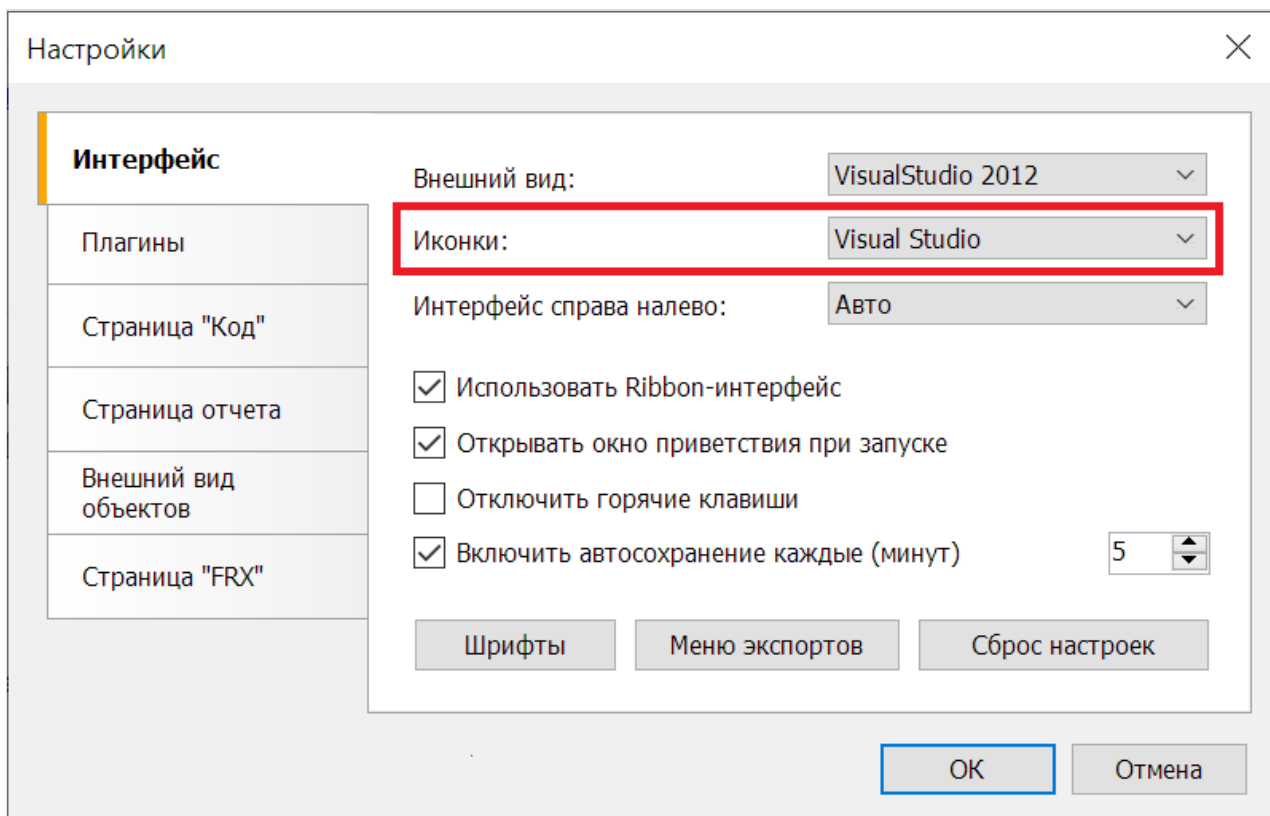 Настройки
Интерфейс
Плагины
Страница "Код"
Страница отчета
Внешний вид
объектов
Страница "FRX"
Внешний вид:
VisualStudio 2012
Иконки:
Visual Studio
Интерфейс справа налево:
Авто
Использовать Ribbon-интерфейс
Открывать окно приветствия при запуске
Отключить горячие клавиши
Включить автосохранение каждые (минут)
5
Шрифты
Меню экспортов
Сброс настроек
ОК
Отмена